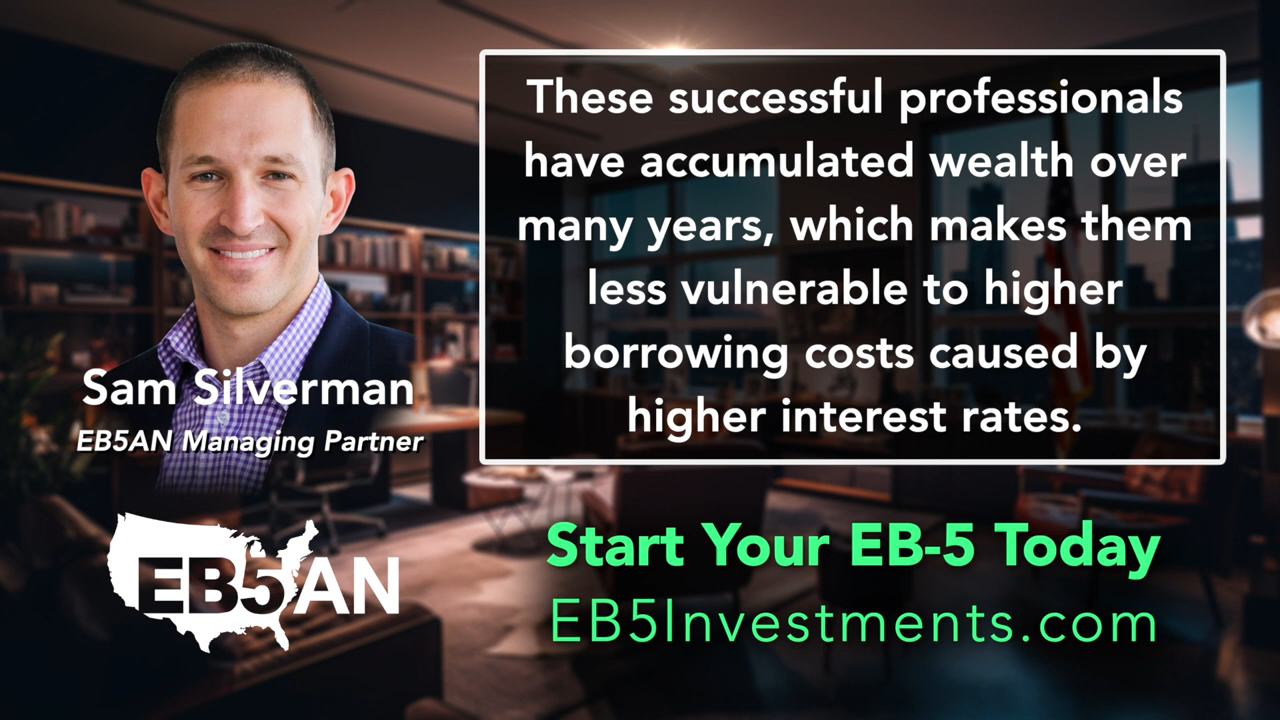 Sam Silverman
EB5AN Managing Partner
EB5AN
These successful professionals
have accumulated wealth over
many years, which makes them
less vulnerable to higher
borrowing costs caused by
higher interest rates.
Start Your EB-5 Today
EB5Investments.com